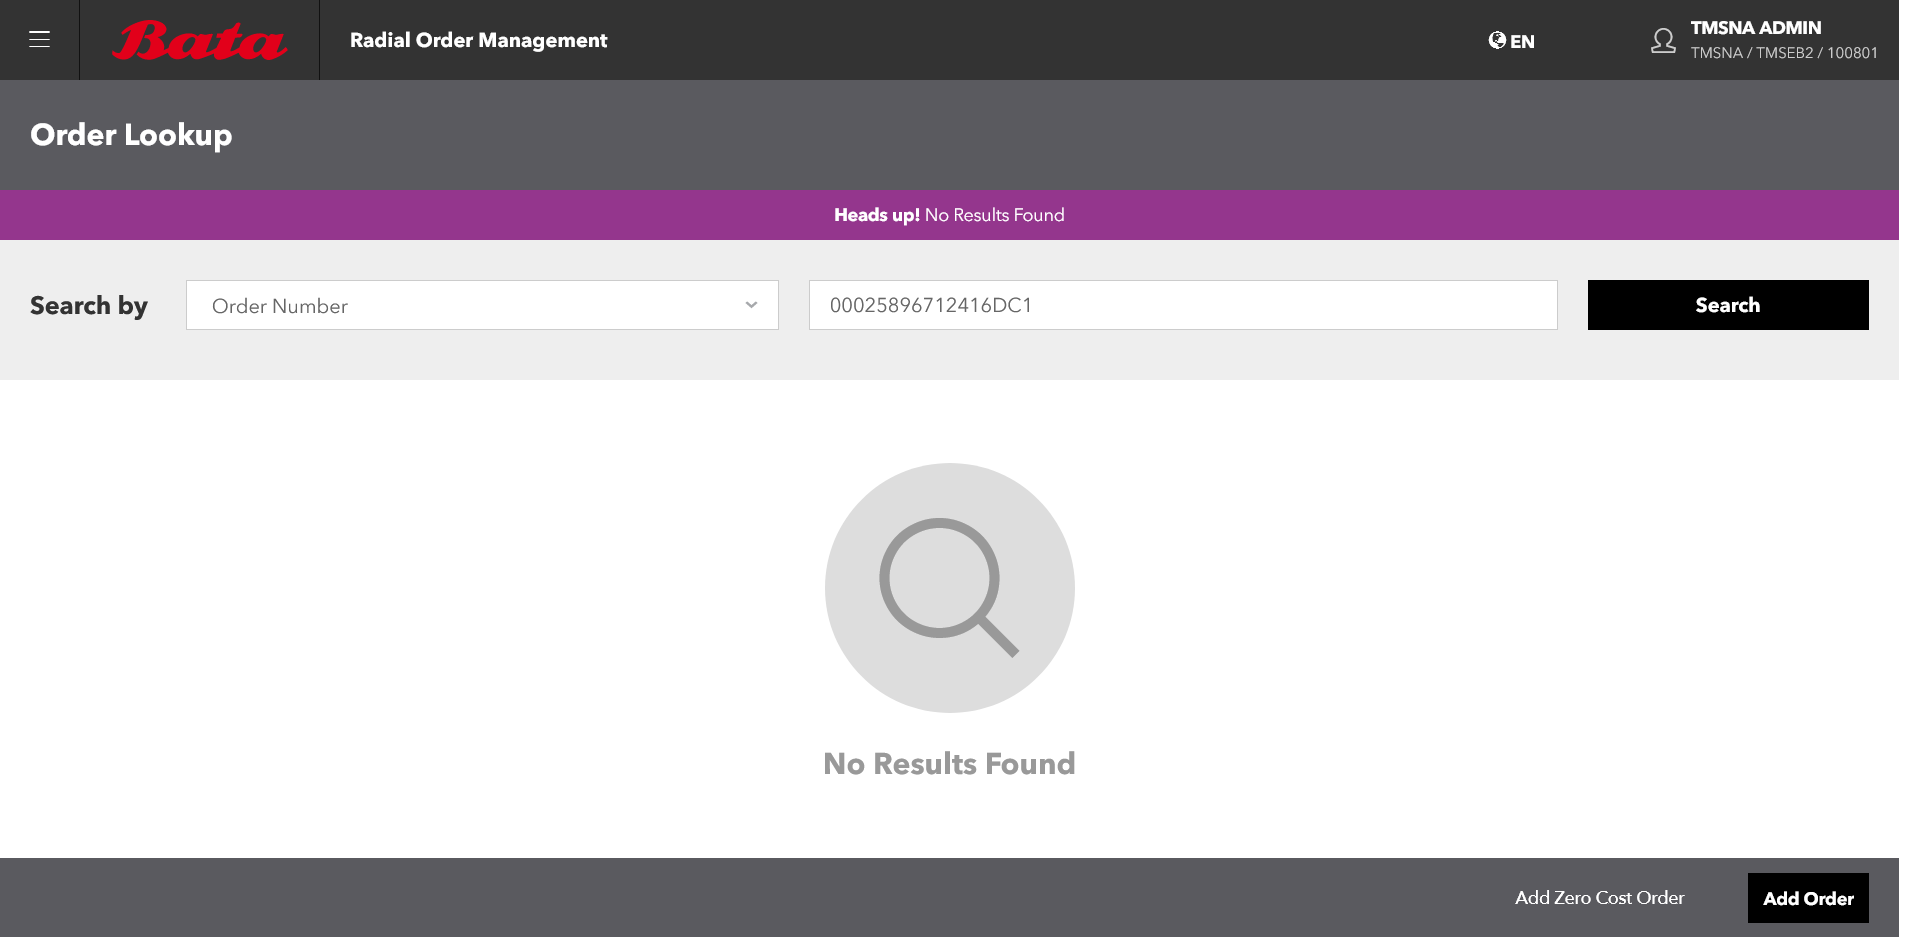 Bata
Radial Order Management
EN
TMSNA ADMIN
TMSNA / TMSEB2 / 100801
Order Lookup
Heads up! No Results Found
Search by
Order Number
00025896712416DC1
Search
No Results Found
Add Zero Cost Order
Add Order